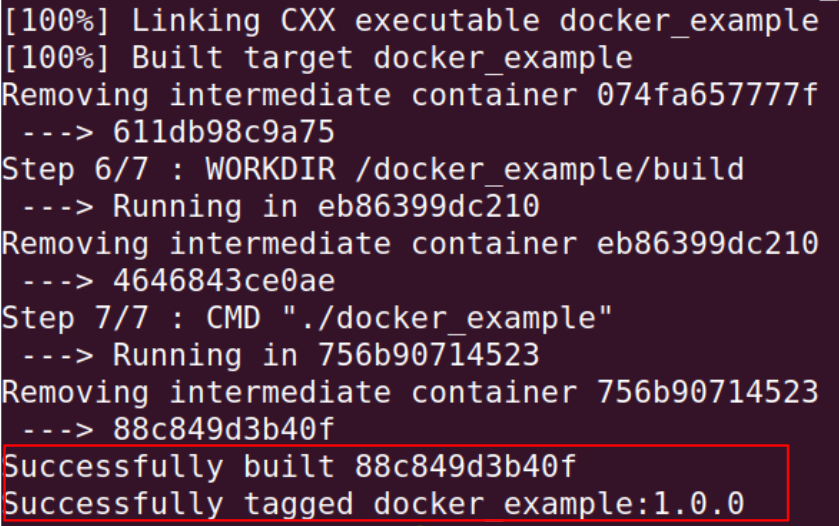 [100%] Linking CXX executable docker_example
[100%] Built target docker_example
Removing intermediate container 074fa657777f
 ---> 611db98c9a75
Step 6/7 : WORKDIR /docker_example/build
 ---> Running in eb86399dc210
Removing intermediate container eb86399dc210
 ---> 4646843ce0ae
Step 7/7 : CMD "./docker_example"
 ---> Running in 756b90714523
Removing intermediate container 756b90714523
 ---> 88c849d3b40f
Successfully built 88c849d3b40f
Successfully tagged docker_example:1.0.0